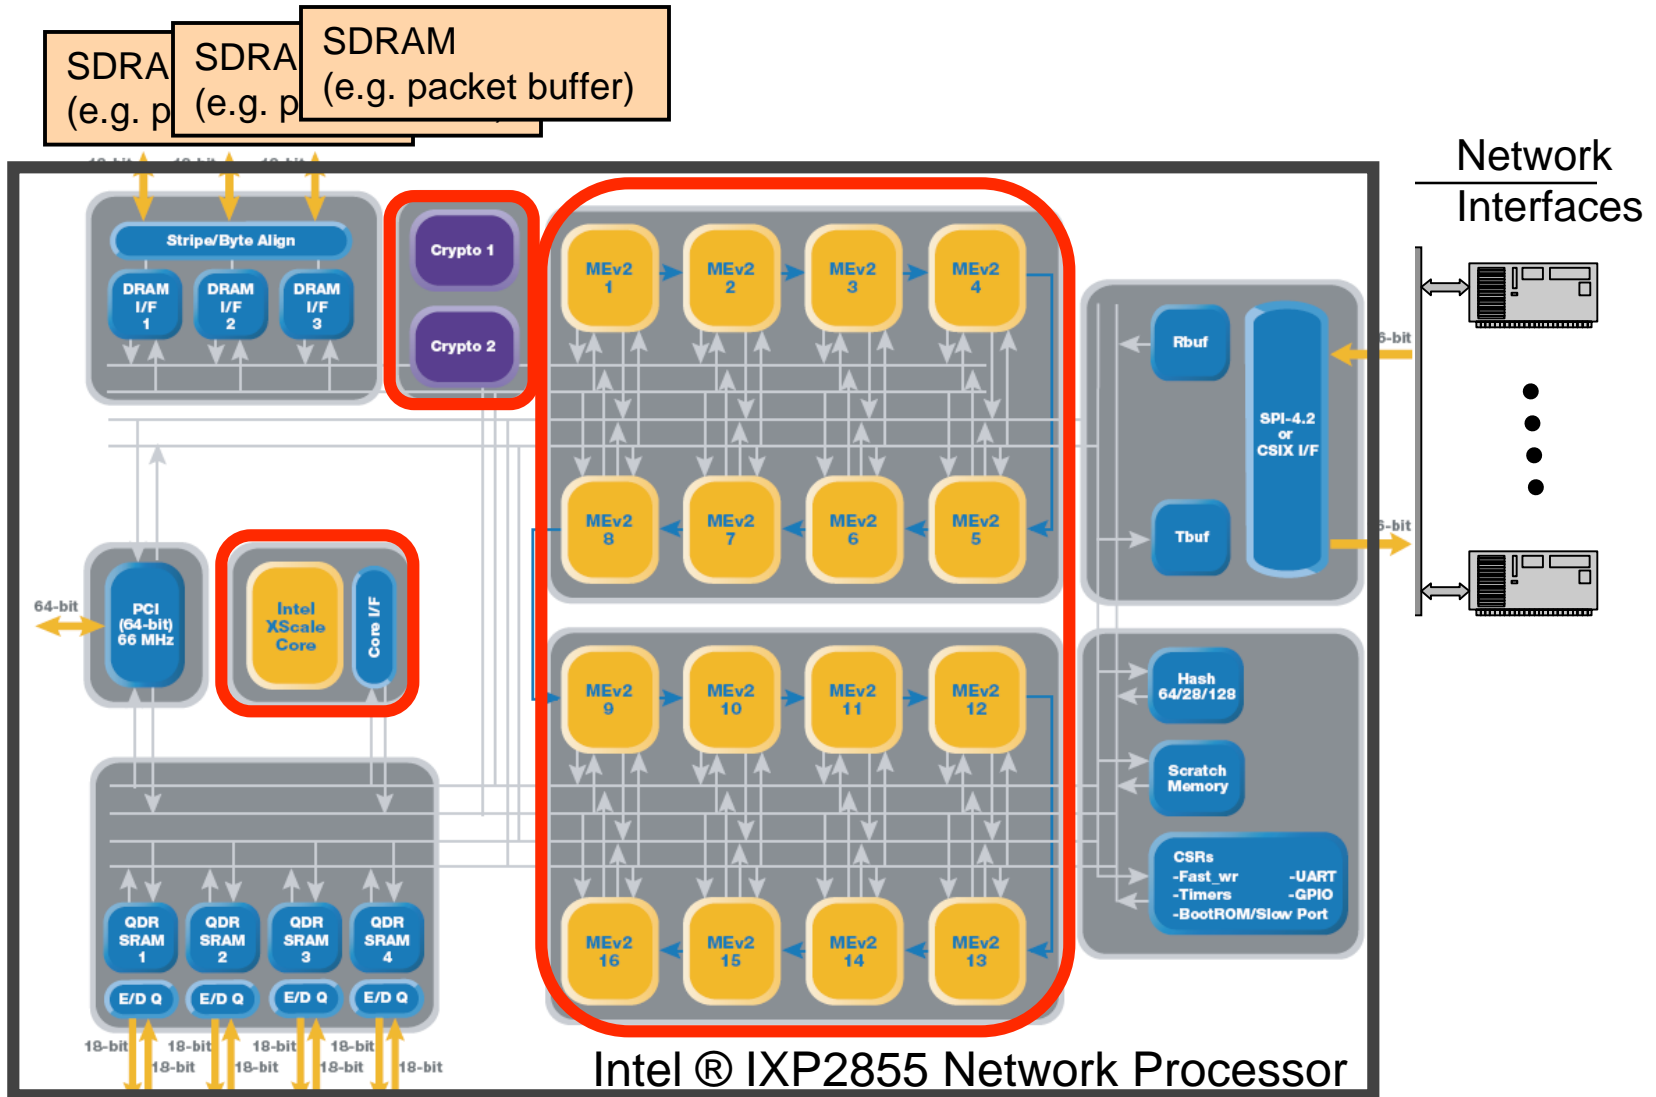 SDRA
(e.g. p
SDRA
(e.g. p
SDRAM
(e.g. packet buffer)
Network
Interfaces
Stripe/Byte Align
DRAM
I/F
1
DRAM
I/F
2
DRAM
I/F
3
Crypto 1
Crypto 2
MEv2
1
MEv2
2
MEv2
3
MEv2
4
MEv2
8
MEv2
7
MEv2
6
MEv2
5
Rbuf
Tbuf
SPI-4.2
or
CSIX I/F
6-bit
6-bit
64-bit
PCI
(64-bit)
66 MHz
Intel
XScale
Core
Core I/F
MEv2
9
MEv2
10
MEv2
11
MEv2
12
MEv2
16
MEv2
15
MEv2
14
MEv2
13
Hash
64/28/128
Scratch
Memory
CSRs
-Fast_wr -UART
-Timers -GPIO
-BootROM/Slow Port
QDR
SRAM
1
QDR
SRAM
2
QDR
SRAM
3
QDR
SRAM
4
E/D Q
E/D Q
E/D Q
E/D Q
18-bit
18-bit
18-bit
18-bit
18-bit
18-bit
18-bit
18-bit
Intel ® IXP2855 Network Processor